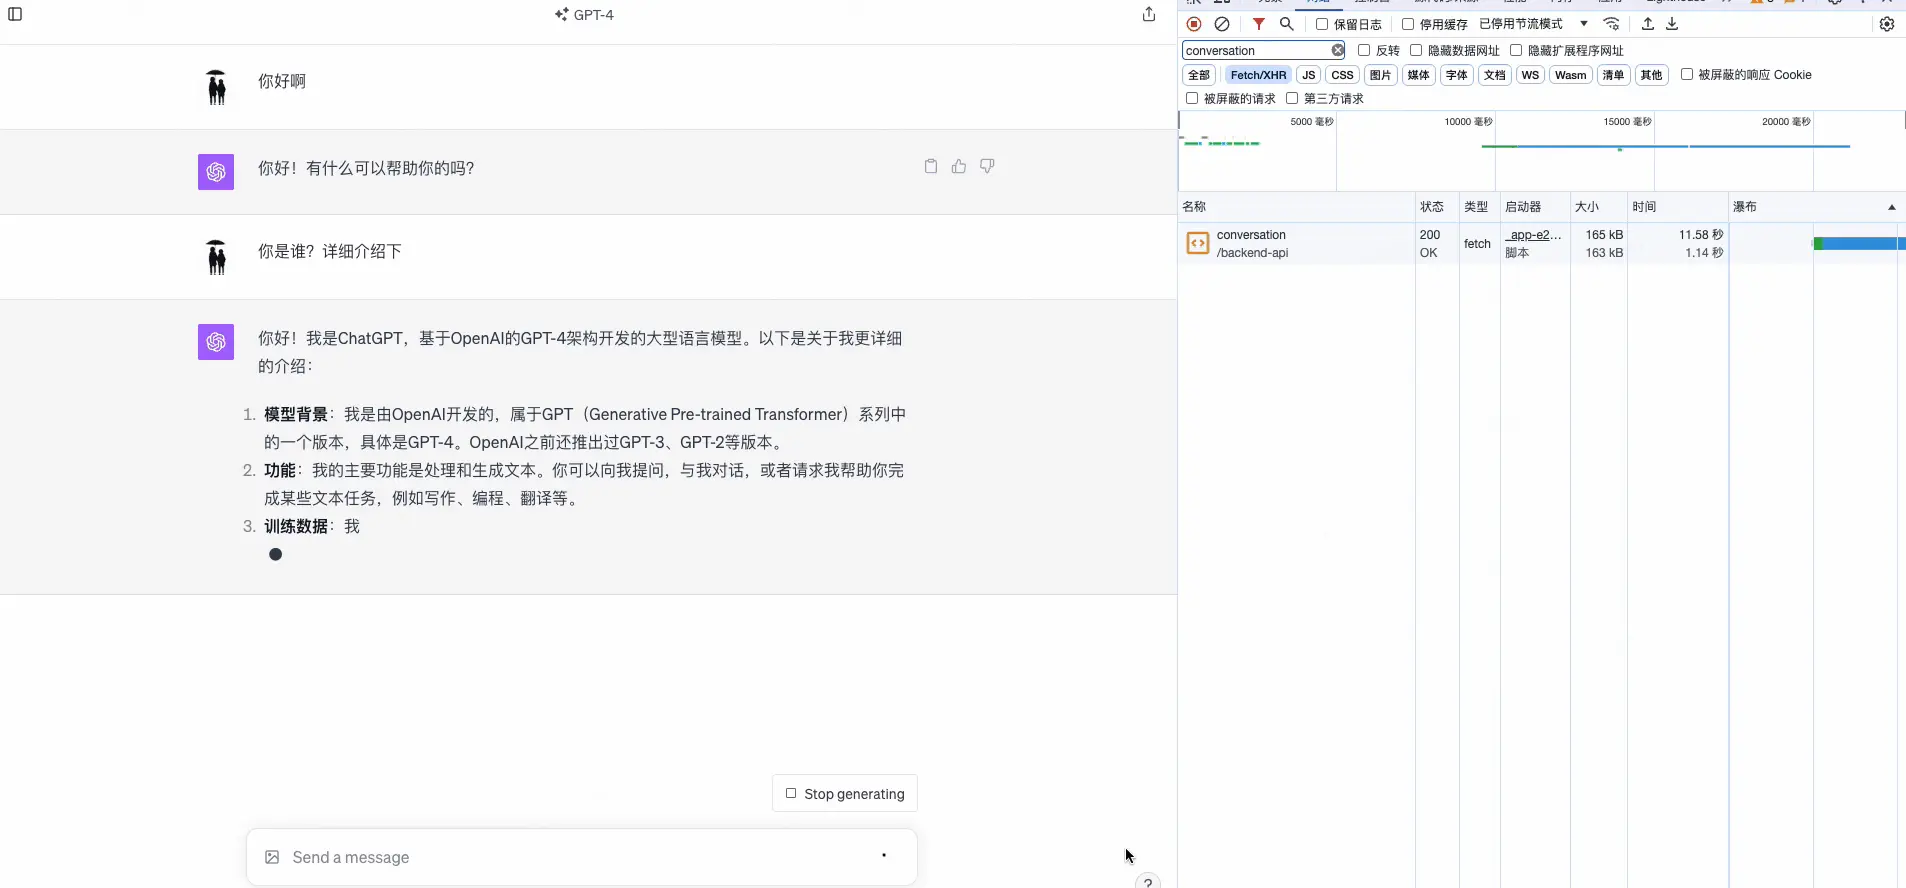 GPT-4
你好啊
你好！有什么可以帮助你的吗？
你是谁？详细介绍下
你好！我是ChatGPT，基于OpenAI的GPT-4架构开发的大型语言模型。以下是关于我更详细
的介绍：
1. 模型背景：我是由OpenAI开发的，属于GPT（Generative Pre-trained Transformer）系列中
的一个版本，具体是GPT-4。OpenAI之前还推出过GPT-3、GPT-2等版本。
2. 功能：我的主要功能是处理和生成文本。你可以向我提问，与我对话，或者请求我帮助你完
成某些文本任务，例如写作、编程、翻译等。
3. 训练数据：我
Stop generating
Send a message
?
保留日志 停用缓存 已停用节流模式
conversation 反转 隐藏数据网址 隐藏扩展程序网址
全部 Fetch/XHR JS CSS 图片 媒体 字体 文档 WS Wasm 清单 其他 被屏蔽的响应 Cookie
被屏蔽的请求 第三方请求
5000 毫秒 10000 毫秒 15000 毫秒 20000 毫秒
名称 状态 类型 启动器 大小 时间 瀑布
conversation 200 fetch _app-e2... 165 kB 11.58 秒
/backend-api OK 脚本 163 kB 1.14 秒